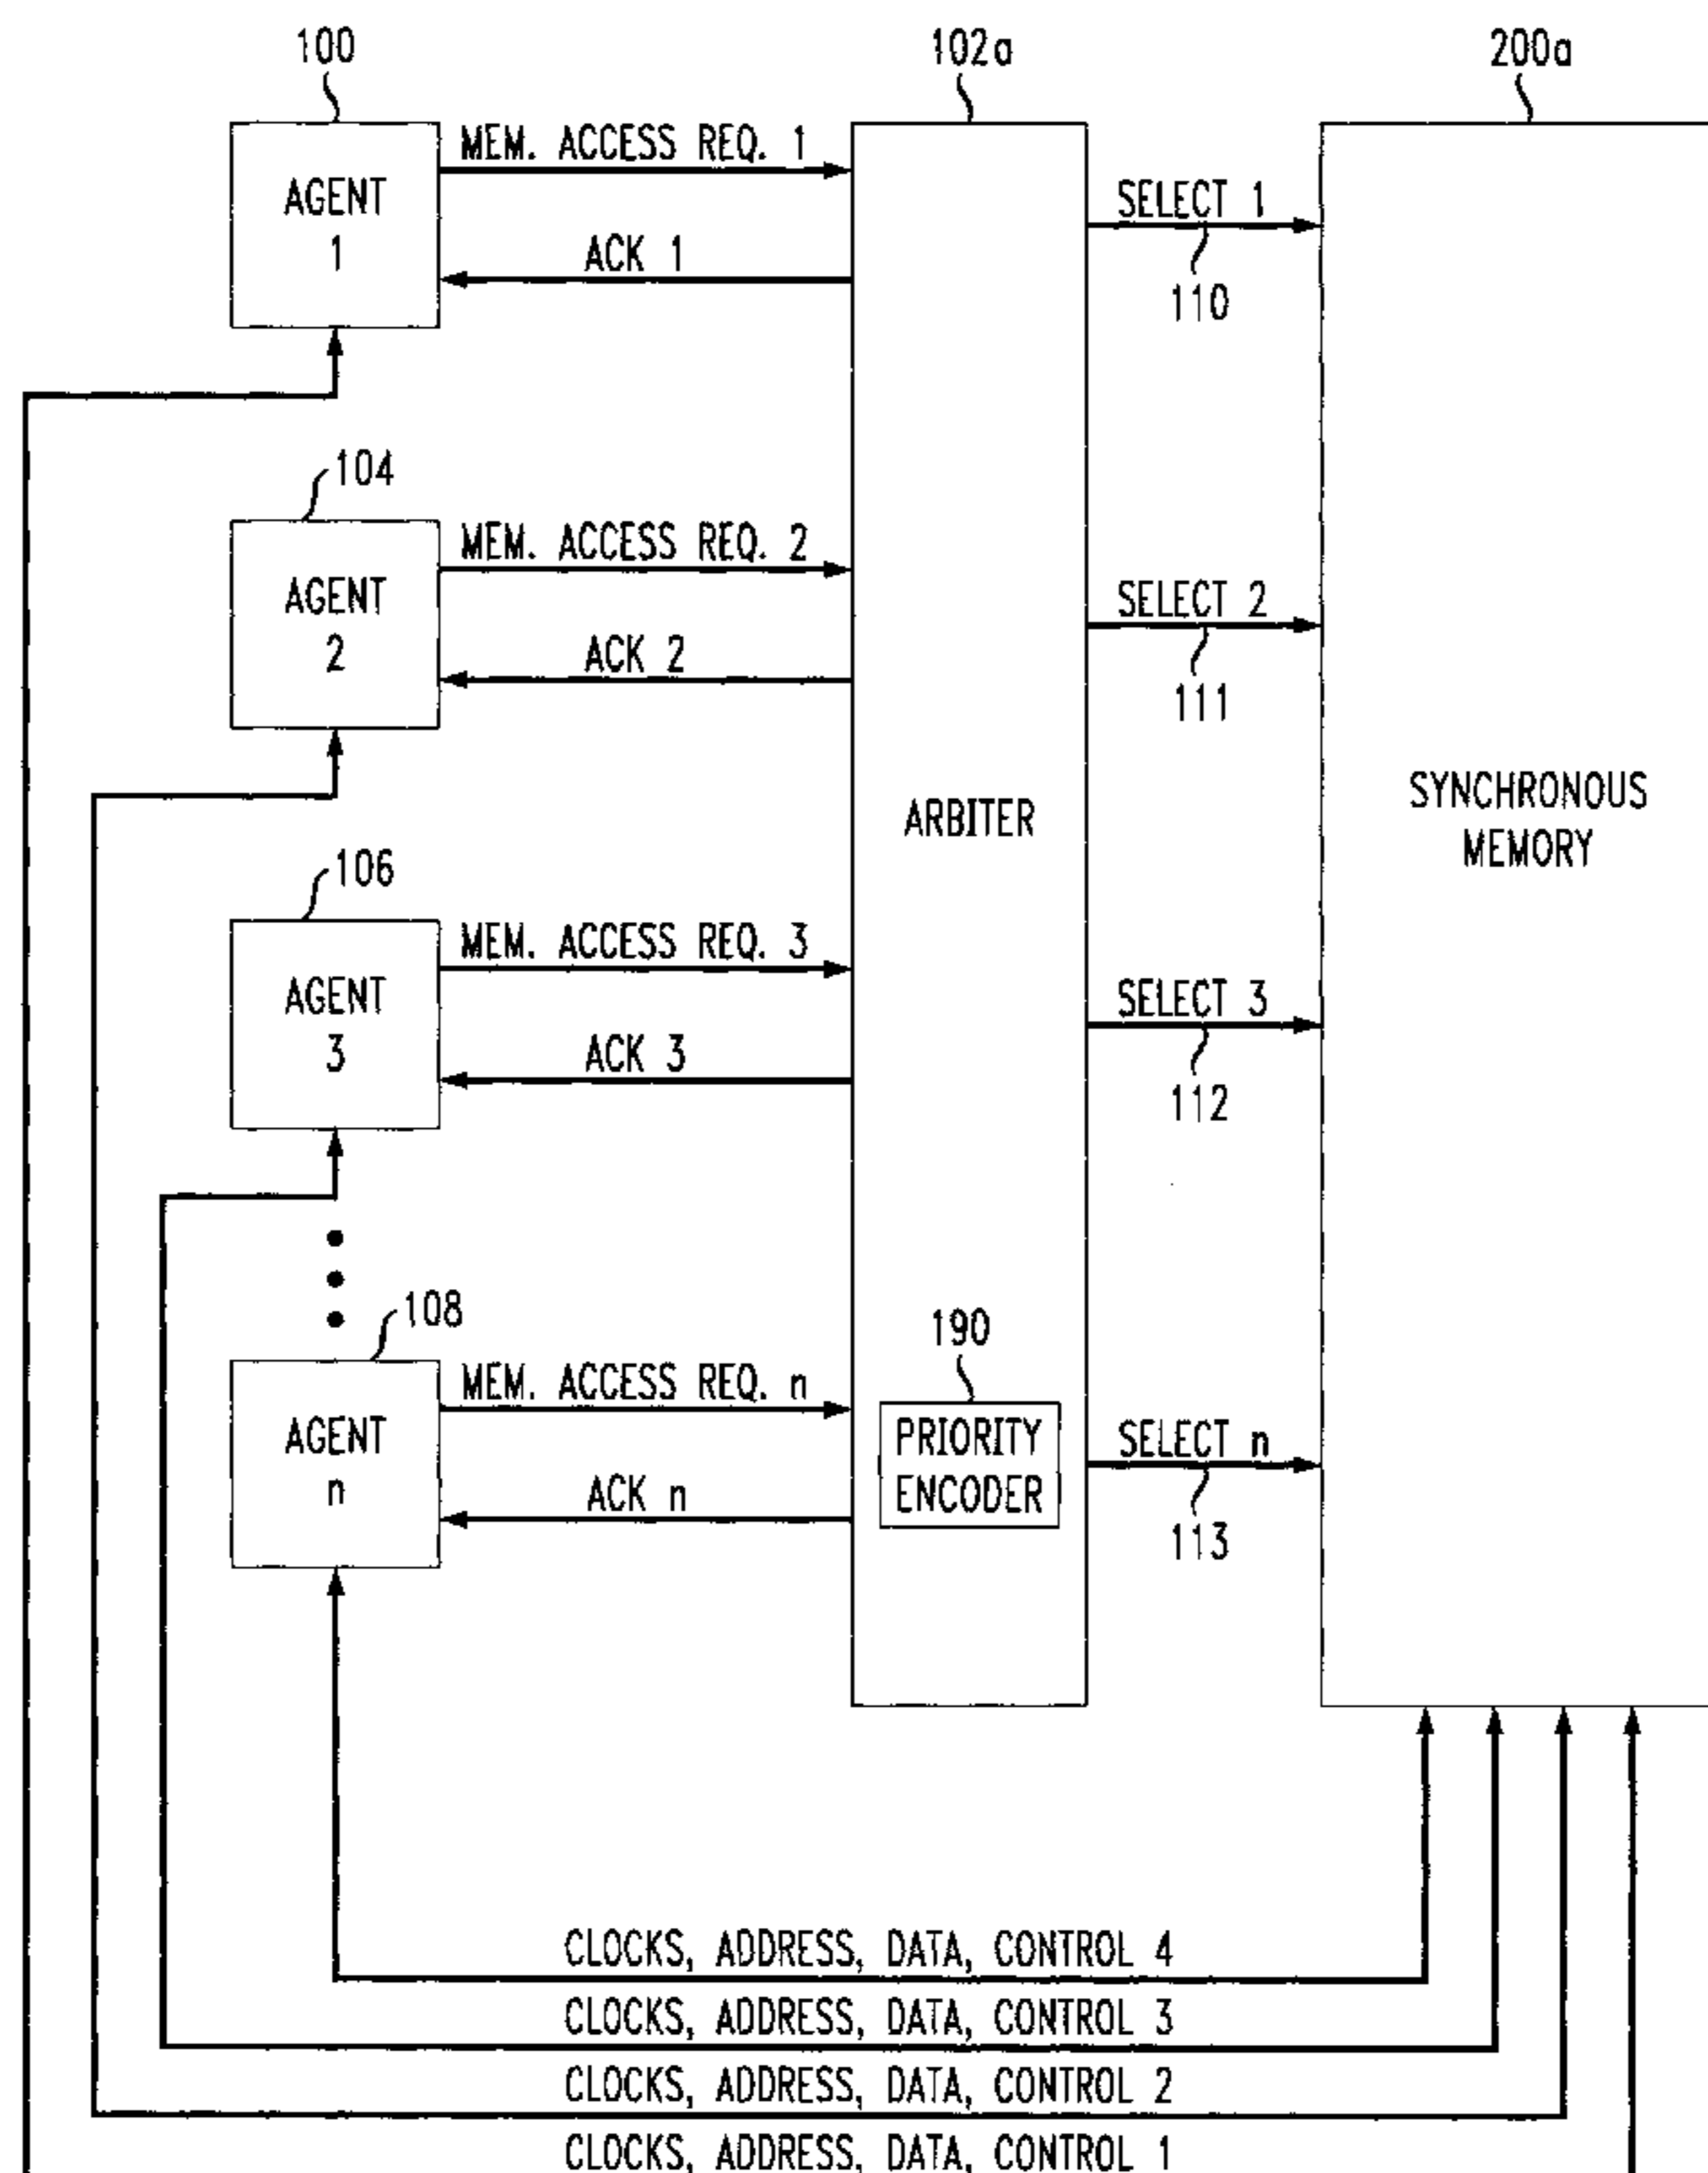 100
102a
200a
MEM. ACCESS REQ. 1
AGENT
1
ACK 1
SELECT 1
110
104
MEM. ACCESS REQ. 2
AGENT
2
ACK 2
SELECT 2
111
ARBITER
SYNCHRONOUS
MEMORY
106
MEM. ACCESS REQ. 3
AGENT
3
ACK 3
SELECT 3
112
108
190
MEM. ACCESS REQ. n
AGENT
n
ACK n
PRIORITY
ENCODER
SELECT n
113
CLOCKS, ADDRESS, DATA, CONTROL 4
CLOCKS, ADDRESS, DATA, CONTROL 3
CLOCKS, ADDRESS, DATA, CONTROL 2
CLOCKS, ADDRESS, DATA, CONTROL 1